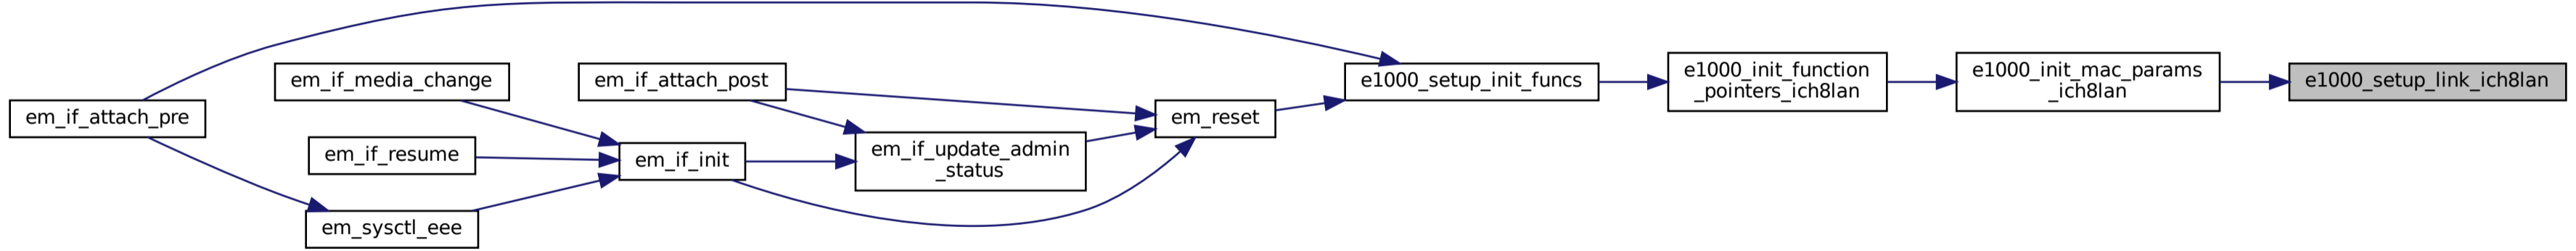 em_if_attach_pre
em_if_media_change
em_if_resume
em_sysctl_eee
em_if_attach_post
em_if_init
em_if_update_admin
_status
em_reset
e1000_setup_init_funcs
e1000_init_function
_pointers_ich8lan
e1000_init_mac_params
_ich8lan
e1000_setup_link_ich8lan